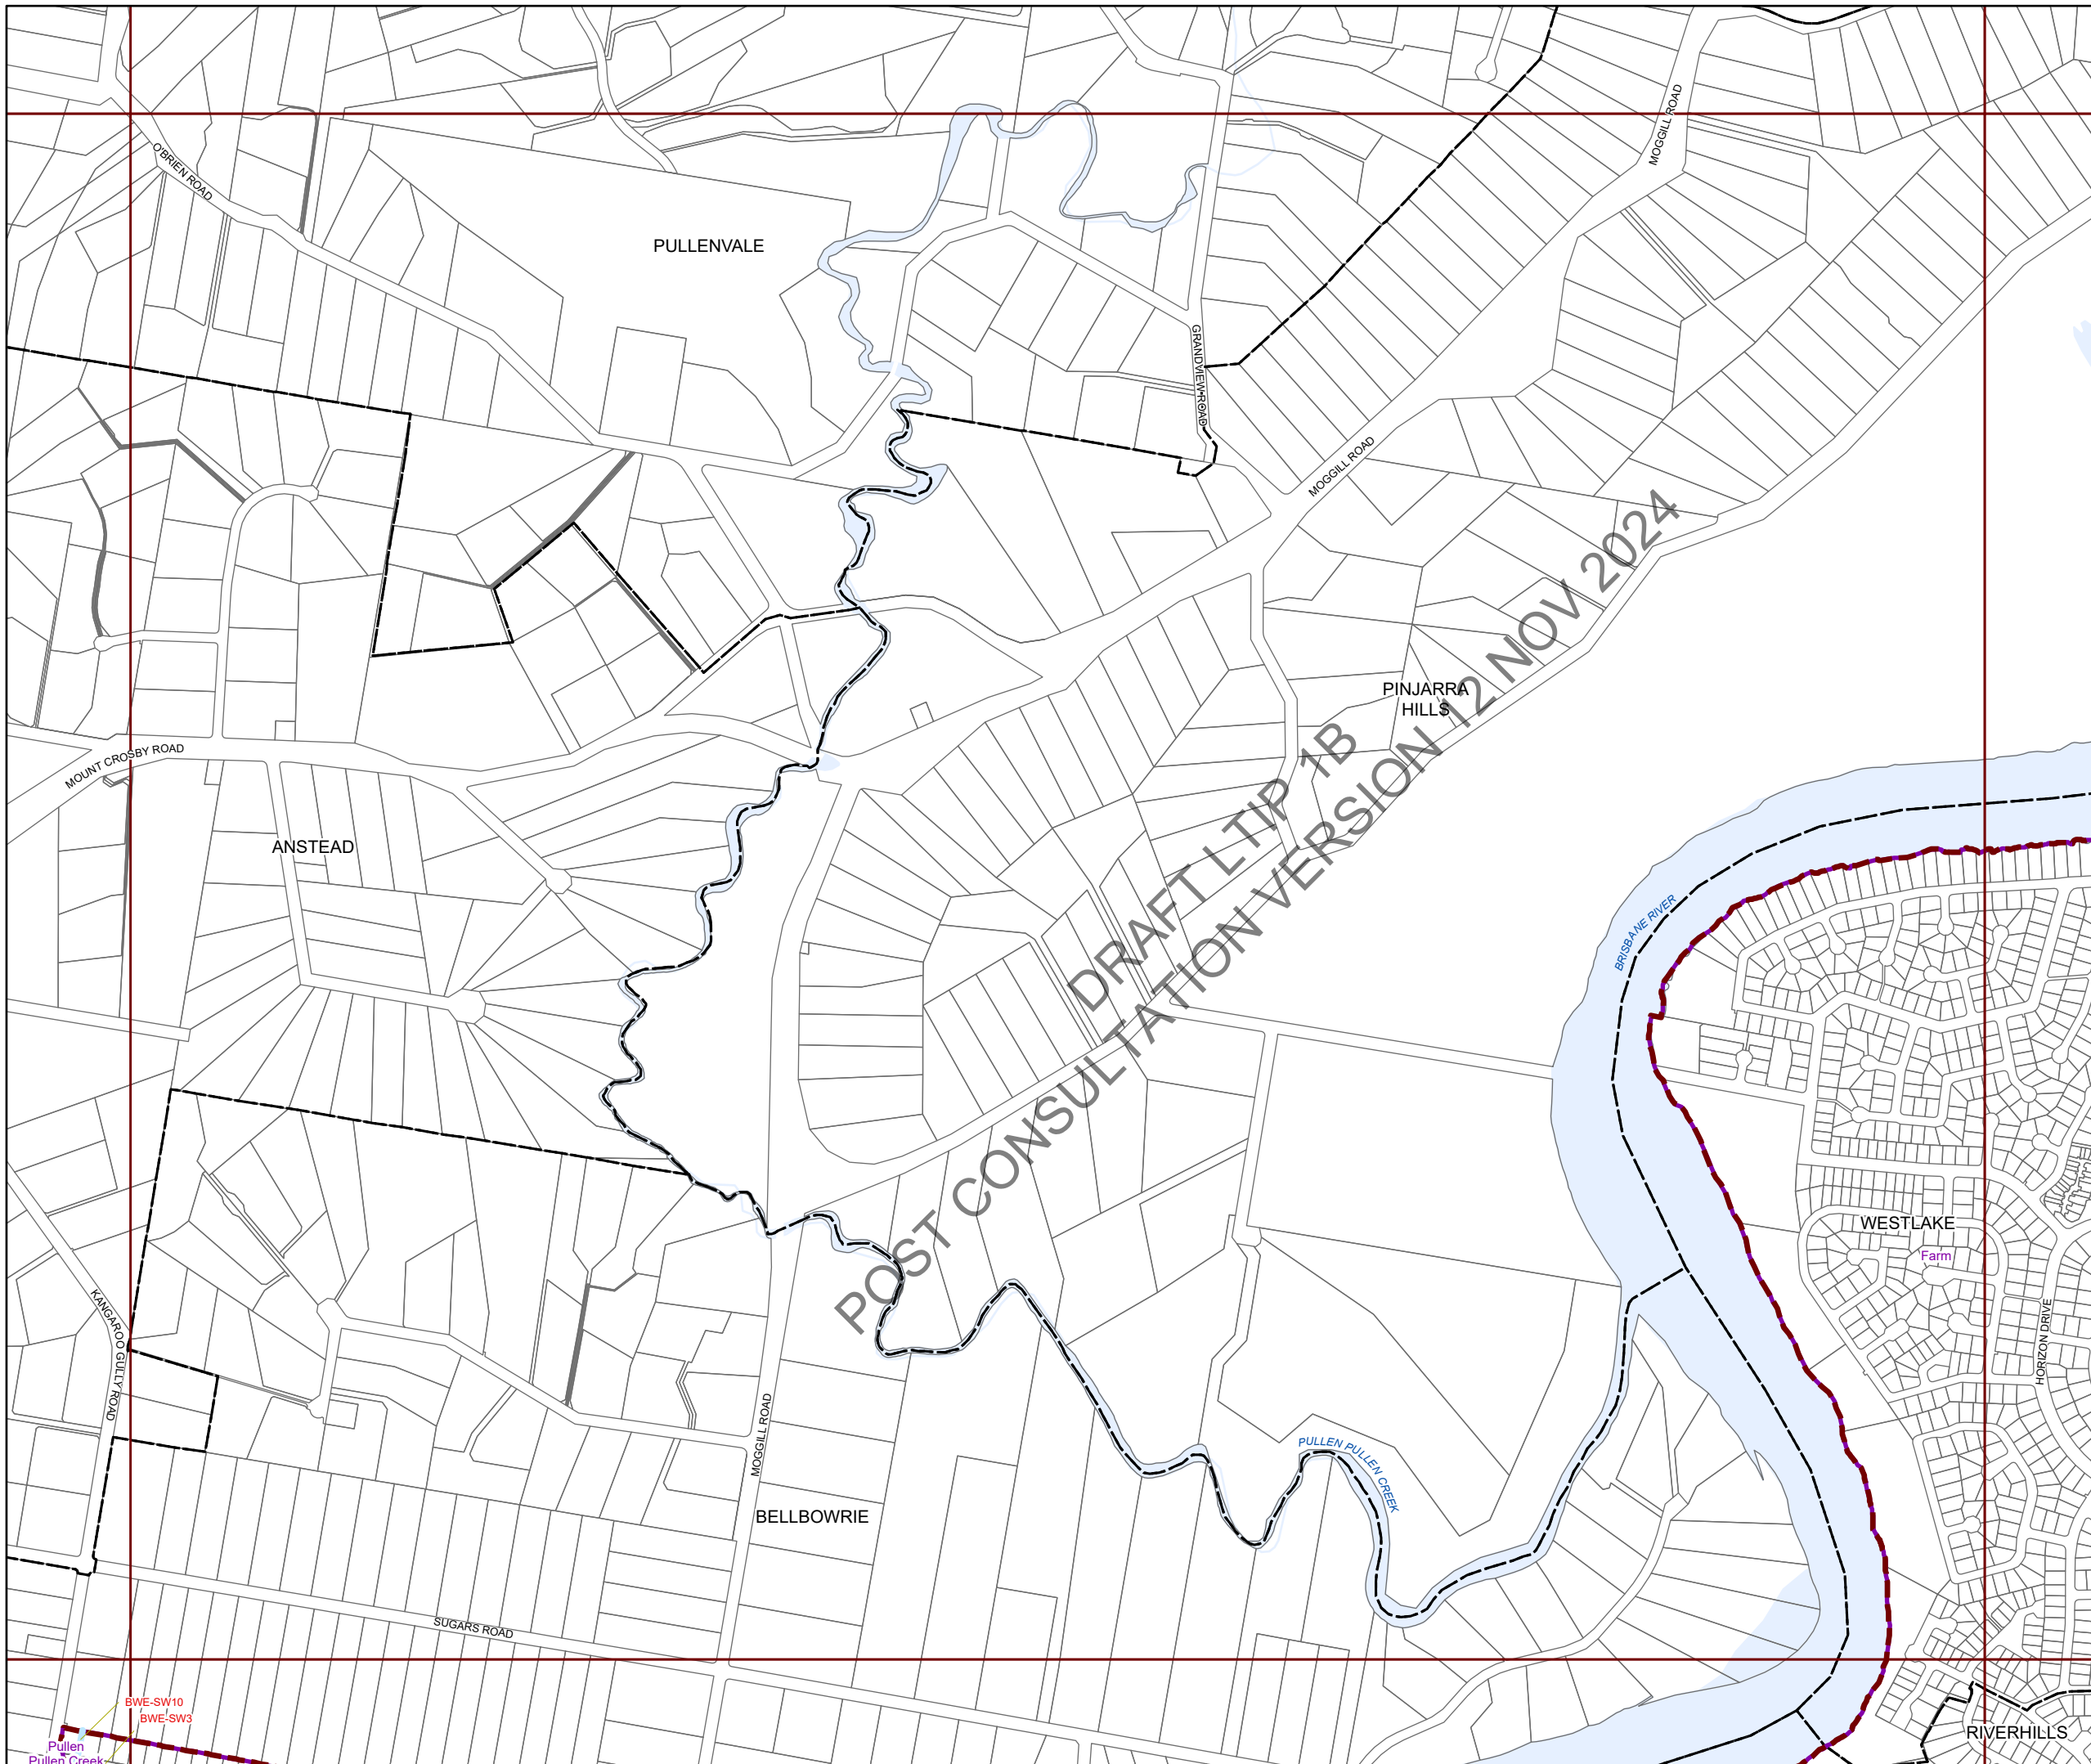 MOGGILL ROAD
O'BRIEN ROAD
PULLENVALE
GRANDVIEW ROAD
MOGGILL ROAD
PINJARRA
HILLS
MOUNT CROSBY ROAD
ANSTEAD
DRAFT LTIP 1B
POST CONSULTATION VERSION 12 NOV 2024
BRISBANE RIVER
WESTLAKE
Farm
HORIZON DRIVE
KANGAROO GULLY ROAD
MOGGILL ROAD
PULLEN PULLEN CREEK
BELLBOWRIE
SUGARS ROAD
BWE-SW10
BWE-SW3
Pullen
Pullen Creek
RIVERHILLS